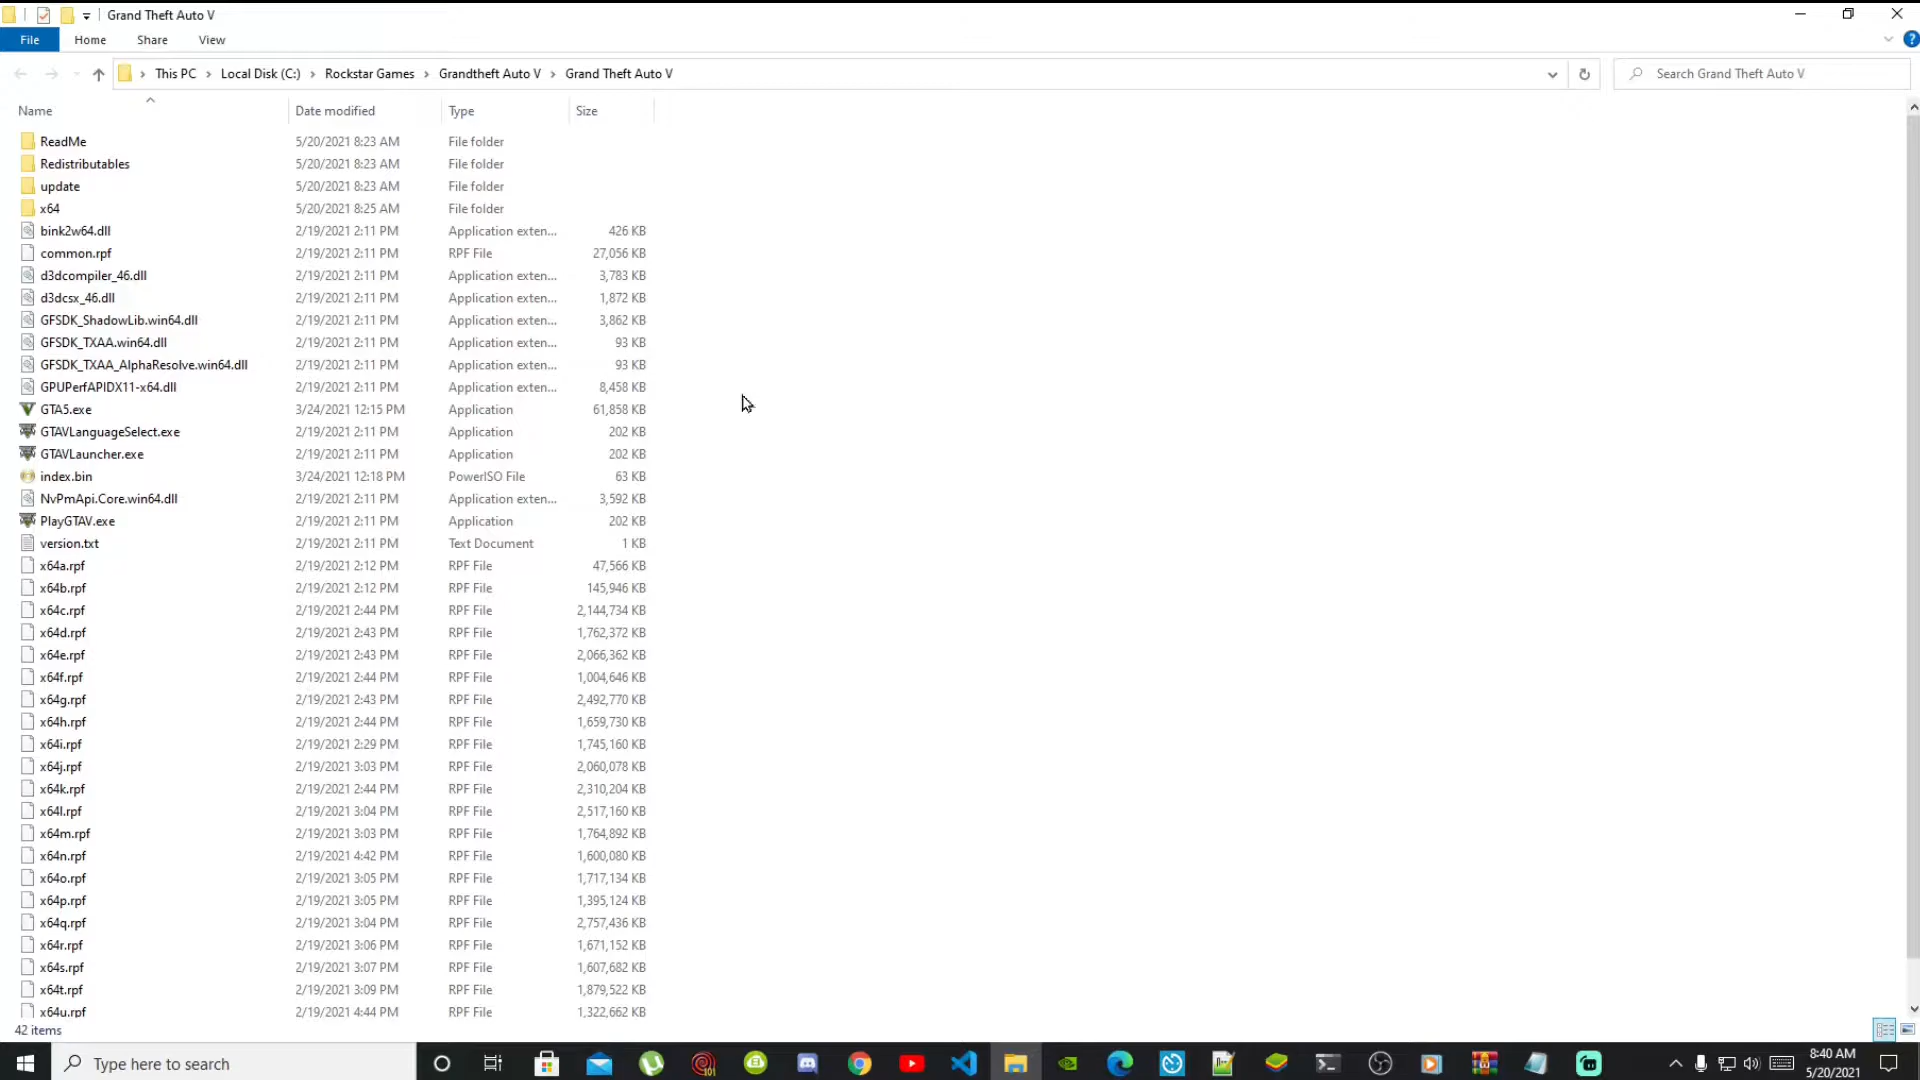 Grand Theft Auto V
File Home Share View
This PC > Local Disk (C:) > Rockstar Games > Grandtheft Auto V > Grand Theft Auto V Search Grand Theft Auto V
Name Date modified Type Size
ReadMe 5/20/2021 8:23 AM File folder
Redistributables 5/20/2021 8:23 AM File folder
update 5/20/2021 8:23 AM File folder
x64 5/20/2021 8:25 AM File folder
bink2w64.dll 2/19/2021 2:11 PM Application exten... 426 KB
common.rpf 2/19/2021 2:11 PM RPF File 27,056 KB
d3dcompiler_46.dll 2/19/2021 2:11 PM Application exten... 3,783 KB
d3dcsx_46.dll 2/19/2021 2:11 PM Application exten... 1,872 KB
GFSDK_ShadowLib.win64.dll 2/19/2021 2:11 PM Application exten... 3,862 KB
GFSDK_TXAA.win64.dll 2/19/2021 2:11 PM Application exten... 93 KB
GFSDK_TXAA_AlphaResolve.win64.dll 2/19/2021 2:11 PM Application exten... 93 KB
GPUPerfAPIDX11-x64.dll 2/19/2021 2:11 PM Application exten... 8,458 KB
GTA5.exe 3/24/2021 12:15 PM Application 61,858 KB
GTAVLanguageSelect.exe 2/19/2021 2:11 PM Application 202 KB
GTAVLauncher.exe 2/19/2021 2:11 PM Application 202 KB
index.bin 3/24/2021 12:18 PM PowerISO File 63 KB
NvPmApi.Core.win64.dll 2/19/2021 2:11 PM Application exten... 3,592 KB
PlayGTAV.exe 2/19/2021 2:11 PM Application 202 KB
version.txt 2/19/2021 2:11 PM Text Document 1 KB
x64a.rpf 2/19/2021 2:12 PM RPF File 47,566 KB
x64b.rpf 2/19/2021 2:12 PM RPF File 145,946 KB
x64c.rpf 2/19/2021 2:44 PM RPF File 2,144,734 KB
x64d.rpf 2/19/2021 2:43 PM RPF File 1,762,372 KB
x64e.rpf 2/19/2021 2:43 PM RPF File 2,066,362 KB
x64f.rpf 2/19/2021 2:44 PM RPF File 1,004,646 KB
x64g.rpf 2/19/2021 2:43 PM RPF File 2,492,770 KB
x64h.rpf 2/19/2021 2:44 PM RPF File 1,659,730 KB
x64i.rpf 2/19/2021 2:29 PM RPF File 1,745,160 KB
x64j.rpf 2/19/2021 3:03 PM RPF File 2,060,078 KB
x64k.rpf 2/19/2021 2:44 PM RPF File 2,310,204 KB
x64l.rpf 2/19/2021 3:04 PM RPF File 2,517,160 KB
x64m.rpf 2/19/2021 3:03 PM RPF File 1,764,892 KB
x64n.rpf 2/19/2021 4:42 PM RPF File 1,600,080 KB
x64o.rpf 2/19/2021 3:05 PM RPF File 1,717,134 KB
x64p.rpf 2/19/2021 3:05 PM RPF File 1,395,124 KB
x64q.rpf 2/19/2021 3:04 PM RPF File 2,757,436 KB
x64r.rpf 2/19/2021 3:06 PM RPF File 1,671,152 KB
x64s.rpf 2/19/2021 3:07 PM RPF File 1,607,682 KB
x64t.rpf 2/19/2021 3:09 PM RPF File 1,879,522 KB
x64u.rpf 2/19/2021 4:44 PM RPF File 1,322,662 KB
42 items
Type here to search 8:40 AM
5/20/2021